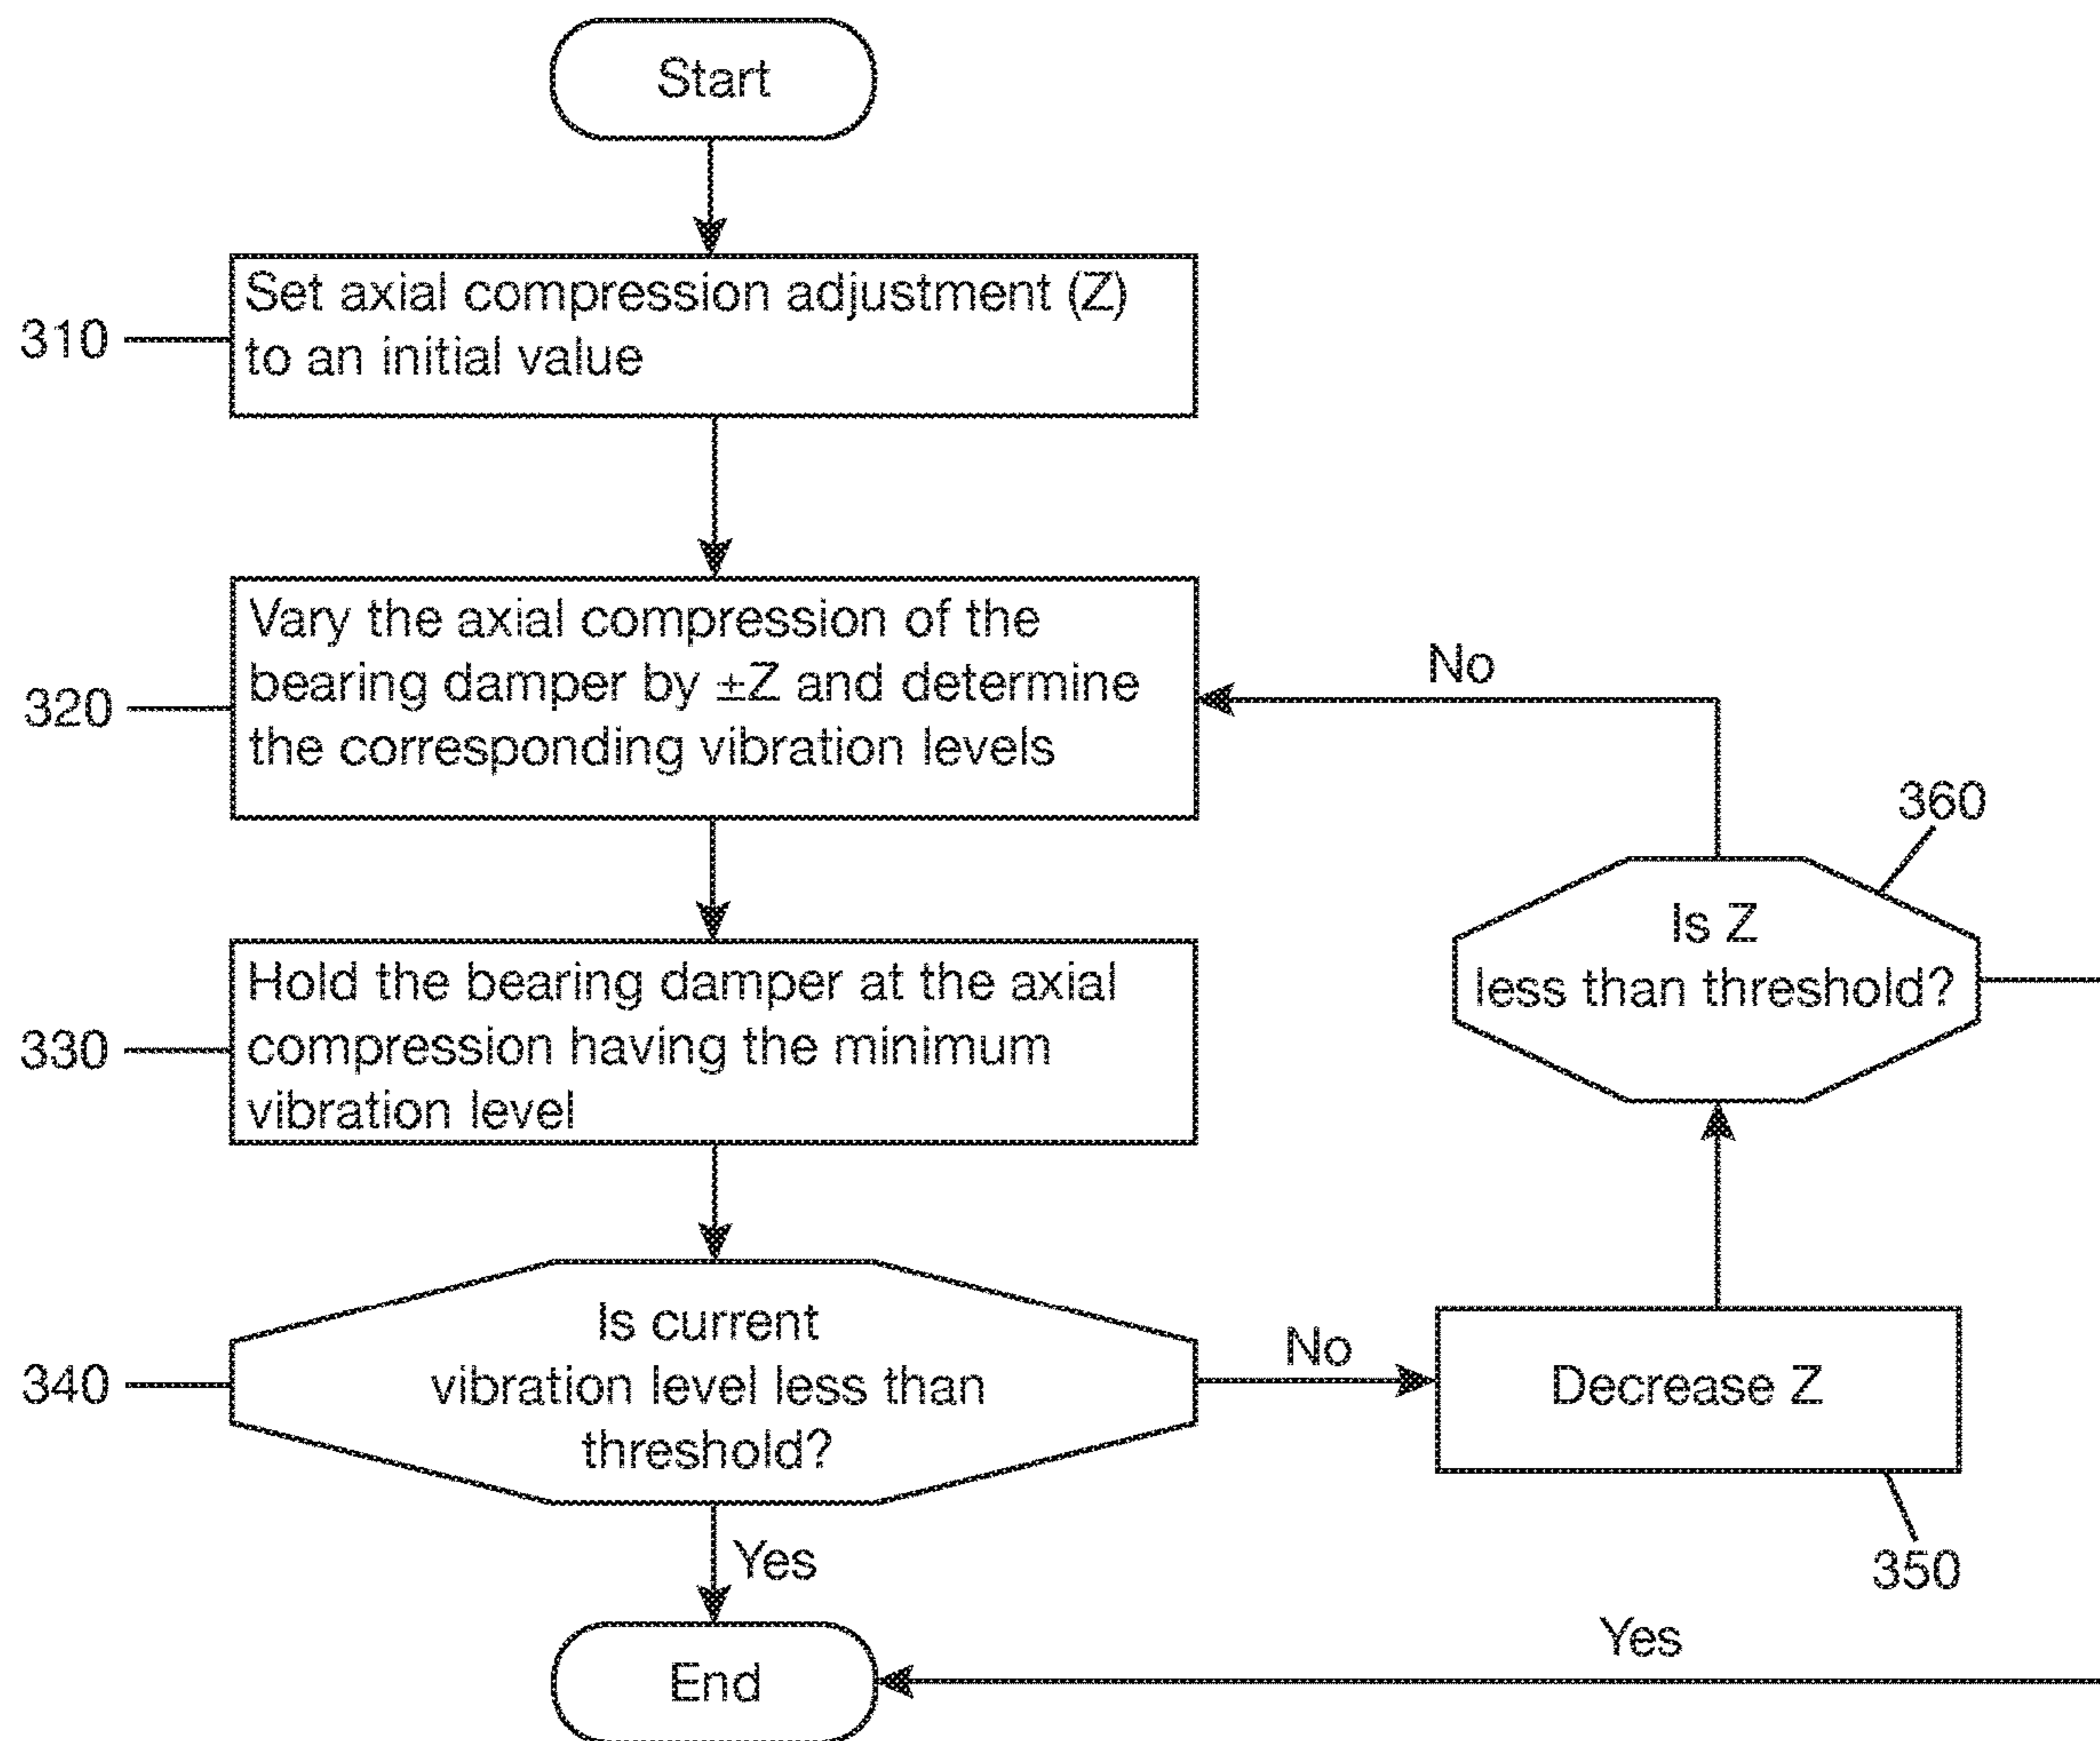 Start
310
Set axial compression adjustment (Z)
to an initial value
320
Vary the axial compression of the
bearing damper by ±Z and determine
the corresponding vibration levels
No
360
Is Z
less than threshold?
330
Hold the bearing damper at the axial
compression having the minimum
vibration level
340
Is current
vibration level less than
threshold?
No
Decrease Z
350
Yes
Yes
End